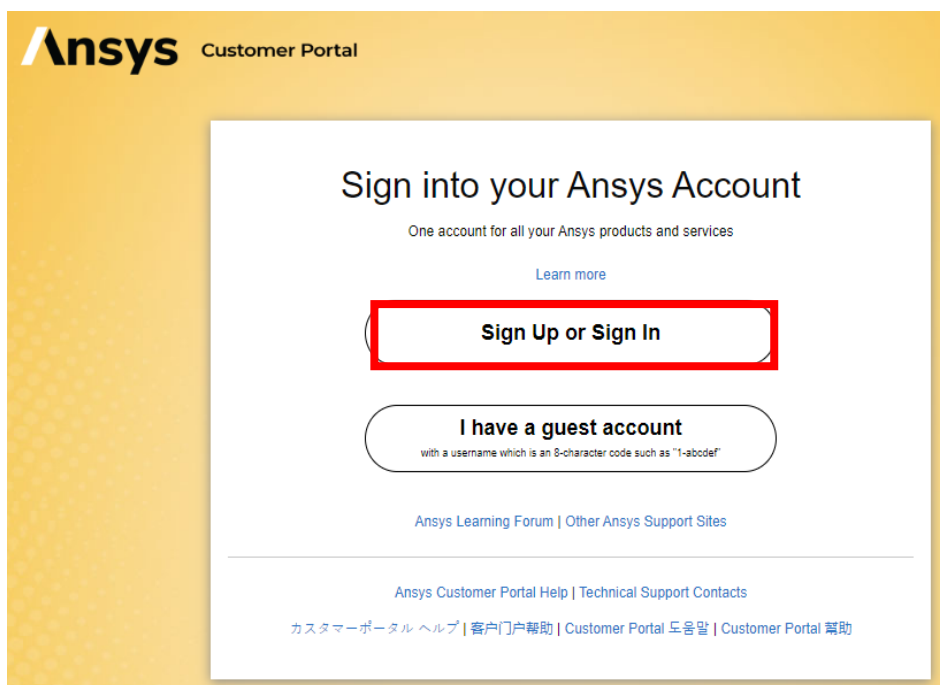 Ansys Customer Portal
Sign into your Ansys Account
One account for all your Ansys products and services
Learn more
Sign Up or Sign In
I have a guest account
with a username which is an 8-character code such as "1-abcdef"
Ansys Learning Forum | Other Ansys Support Sites
Ansys Customer Portal Help | Technical Support Contacts
カスタマーポータル ヘルプ | 客户门户帮助 | Customer Portal 도움말 | Customer Portal 幫助